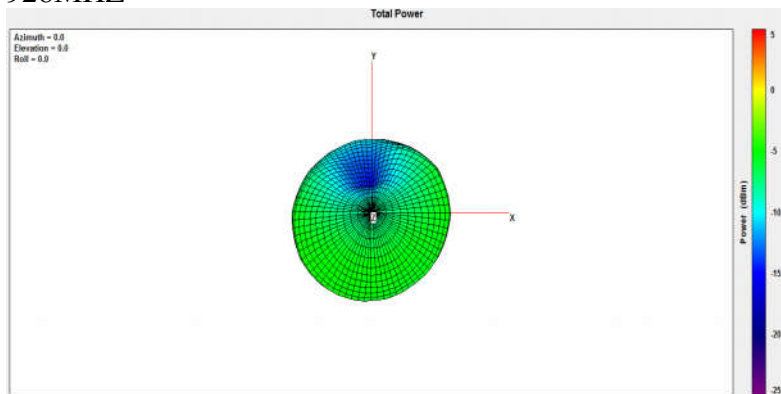 928MHZ
Total Power
Azimuth = 0.0
Elevation = 0.0
Roll = 0.0
Y
X
Z
5
0
-5
-10
-15
-20
-25
Power (dBm)